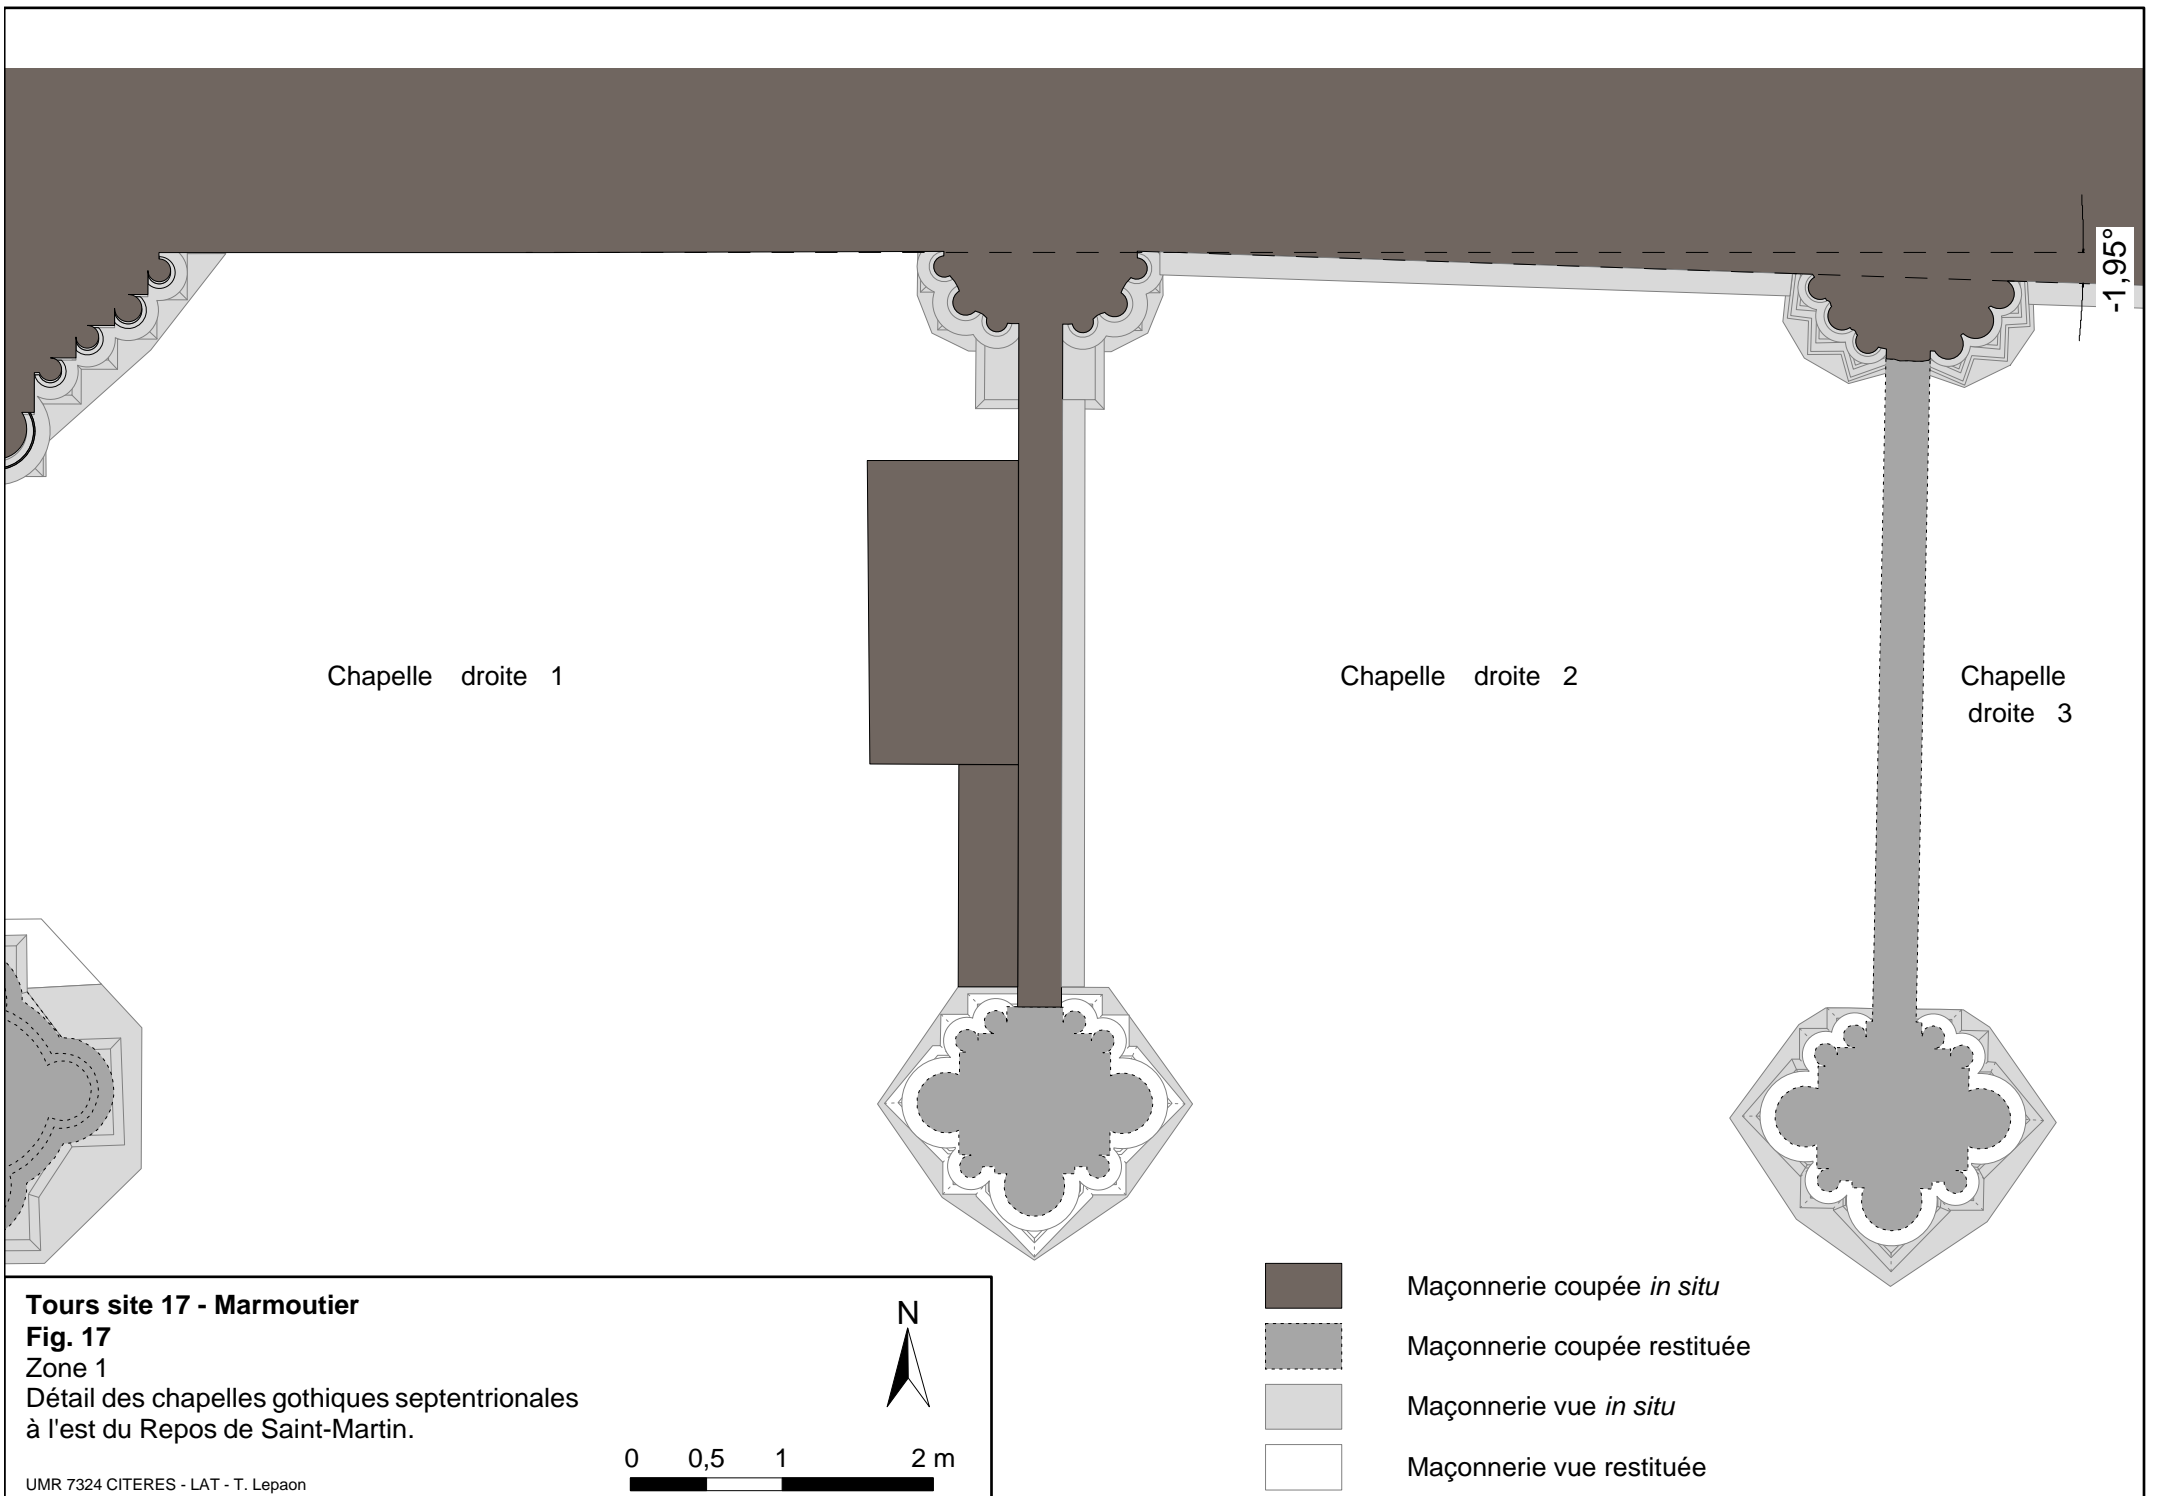 -1,95°
Chapelle droite 1
Chapelle droite 2
Chapelle
droite 3
Tours site 17 - Marmoutier
Fig. 17
Zone 1
Détail des chapelles gothiques septentrionales
à l'est du Repos de Saint-Martin.
UMR 7324 CITERES - LAT - T. Lepaon
N
0 0,5 1 2 m
Maçonnerie coupée in situ
Maçonnerie coupée restituée
Maçonnerie vue in situ
Maçonnerie vue restituée